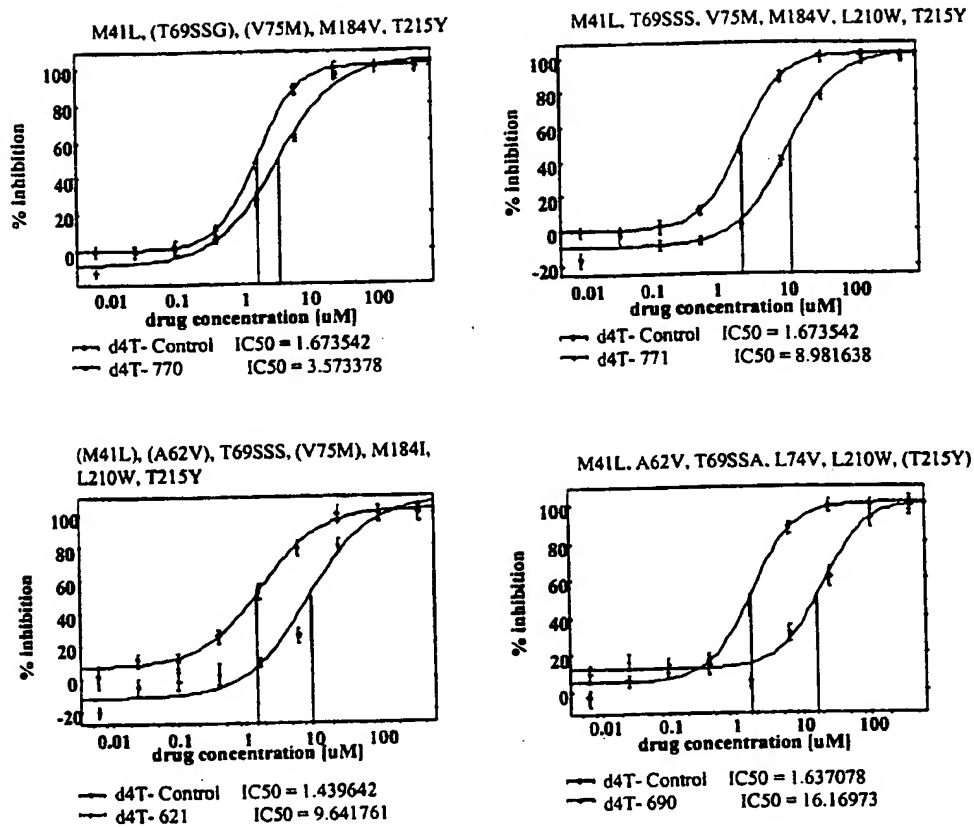 M41L, (T69SSG), (V75M), M184V, T215Y
100
80
60
40
20
0
% inhibition
0.01 0.1 1 10 100
drug concentration [uM]
d4T- Control IC50 = 1.673542
d4T- 770 IC50 = 3.573378
M41L, T69SSS, V75M, M184V, L210W, T215Y
100
80
60
40
20
0
-20
% inhibition
0.01 0.1 1 10 100
drug concentration [uM]
d4T- Control IC50 = 1.673542
d4T- 771 IC50 = 8.981638
(M41L), (A62V), T69SSS, (V75M), M184I,
L210W, T215Y
100
80
60
40
20
0
-20
% inhibition
0.01 0.1 1 10 100
drug concentration [uM]
d4T- Control IC50 = 1.439642
d4T- 621 IC50 = 9.641761
M41L, A62V, T69SSA, L74V, L210W, (T215Y)
100
80
60
40
20
0
% inhibition
0.01 0.1 1 10 100
drug concentration [uM]
d4T- Control IC50 = 1.637078
d4T- 690 IC50 = 16.16973